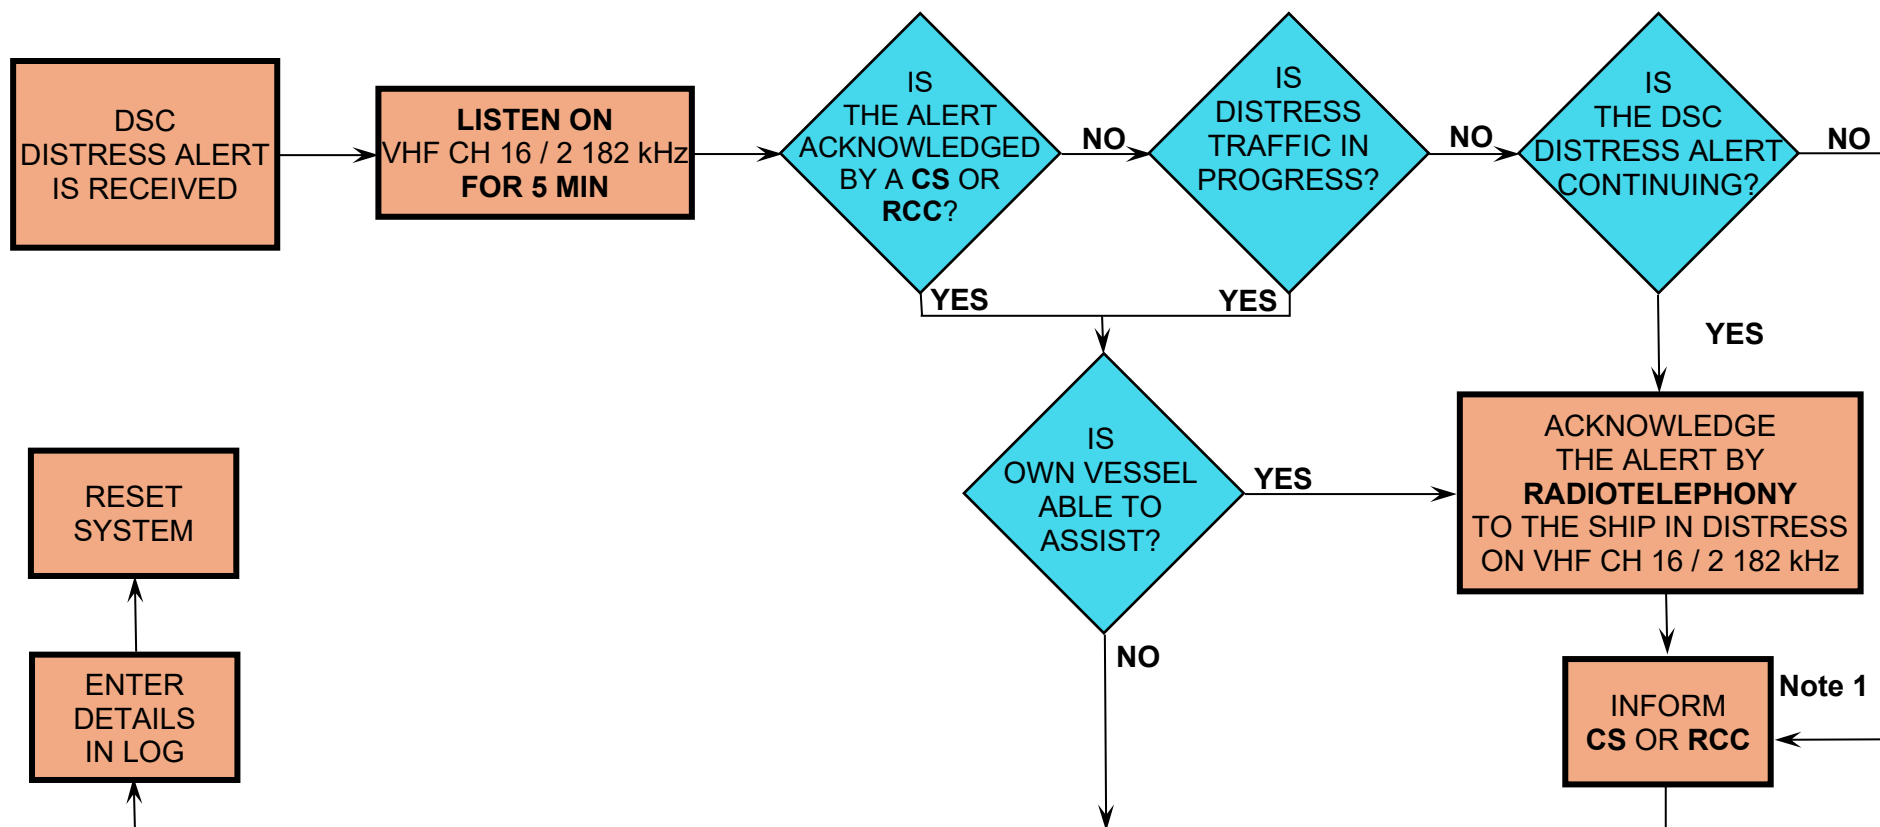 DSC
DISTRESS ALERT
IS RECEIVED
LISTEN ON
VHF CH 16 / 2 182 kHz
FOR 5 MIN
IS
THE ALERT
ACKNOWLEDGED
BY A CS OR
RCC?
NO
YES
IS
DISTRESS
TRAFFIC IN
PROGRESS?
NO
YES
IS
THE DSC
DISTRESS ALERT
CONTINUING?
NO
YES
IS
OWN VESSEL
ABLE TO
ASSIST?
YES
NO
ACKNOWLEDGE
THE ALERT BY
RADIOTELEPHONY
TO THE SHIP IN DISTRESS
ON VHF CH 16 / 2 182 kHz
Note 1
INFORM
CS OR RCC
RESET
SYSTEM
ENTER
DETAILS
IN LOG